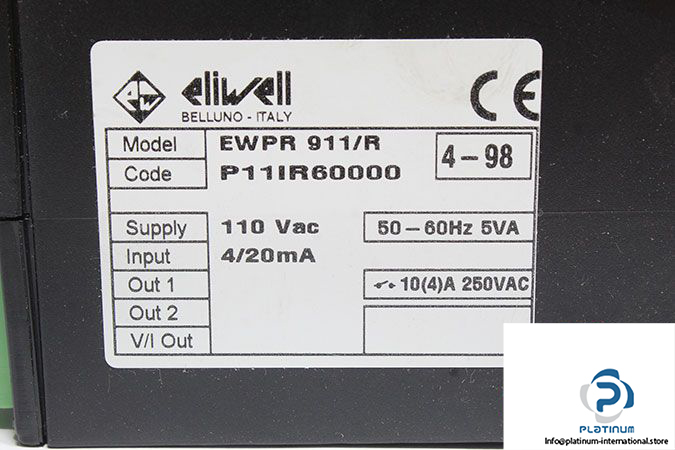 eliwell
BELLUNO - ITALY
CE
Model EWPR 911/R
4-98
Code P11IR60000
Supply 110 Vac 50-60Hz 5VA
Input 4/20mA
Out 1 10(4)A 250VAC
Out 2
V/I Out
PLATINUM
Info@platinum-international.store